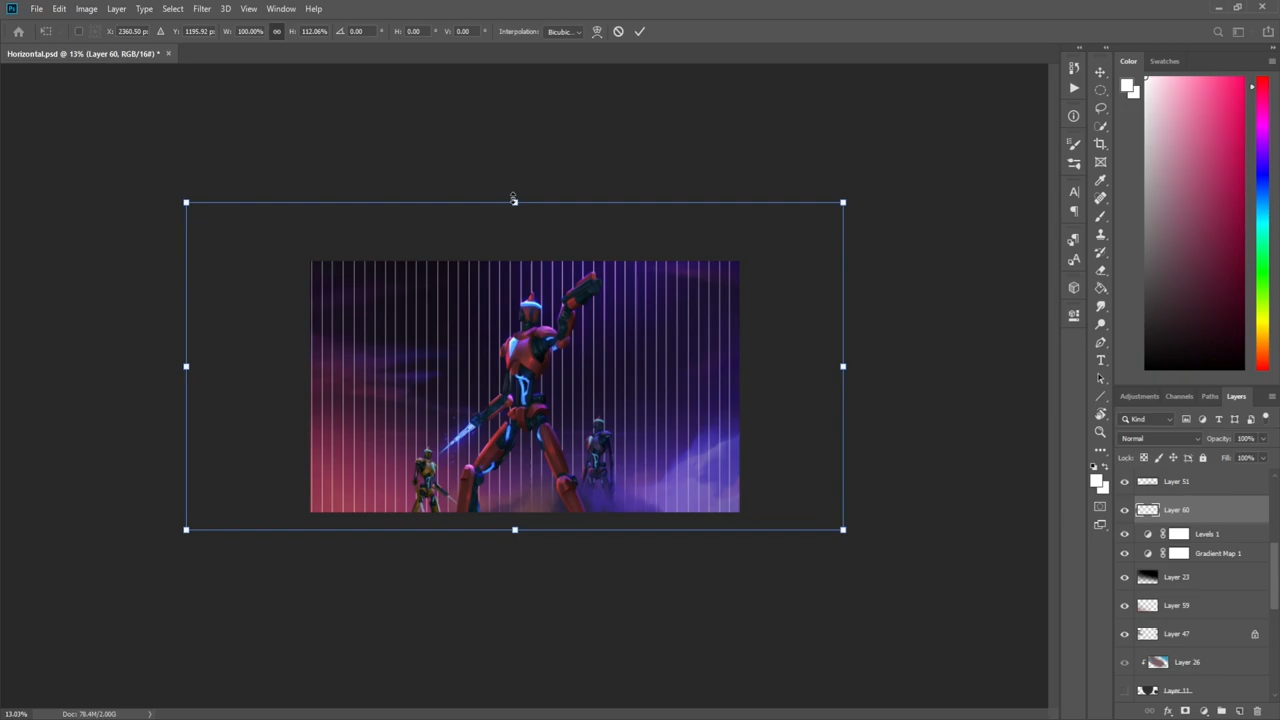 Ps File Edit Image Layer Type Select Filter 3D View Window Help
X: 2360.50 p: Y: 1195.92 p: W: 100.00% H: 112.06% 0.00 ° H: 0.00 ° V: 0.00 ° Interpolation: Bicubic...
Horizontal.psd @ 13% (Layer 60, RGB/16#) * ×
Color Swatches
Adjustments Channels Paths Layers
Kind
Normal Opacity: 100%
Lock: Fill: 100%
Layer 51
Layer 60
Levels 1
Gradient Map 1
Layer 23
Layer 59
Layer 47
Layer 26
Layer 11
13.03% Doc: 78.4M/2.00G